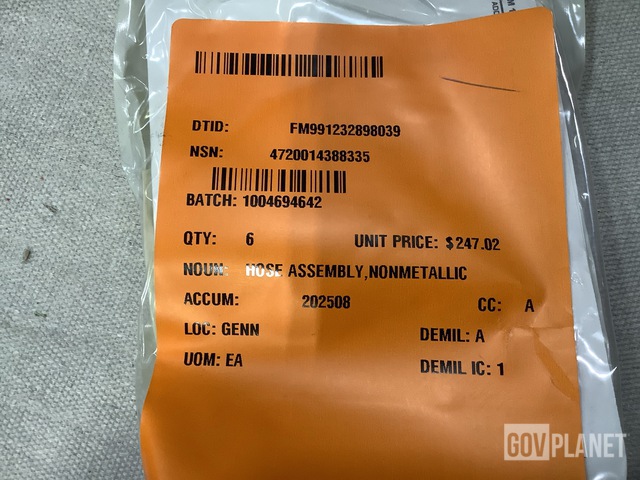 DTID: FM991232898039
NSN: 4720014388335
BATCH: 1004694642
QTY: 6 UNIT PRICE: $247.02
NOUN: HOSE ASSEMBLY,NONMETALLIC
ACCUM: 202508 CC: A
LOC: GENN DEMIL: A
UOM: EA DEMIL IC: 1
GOVPLANET